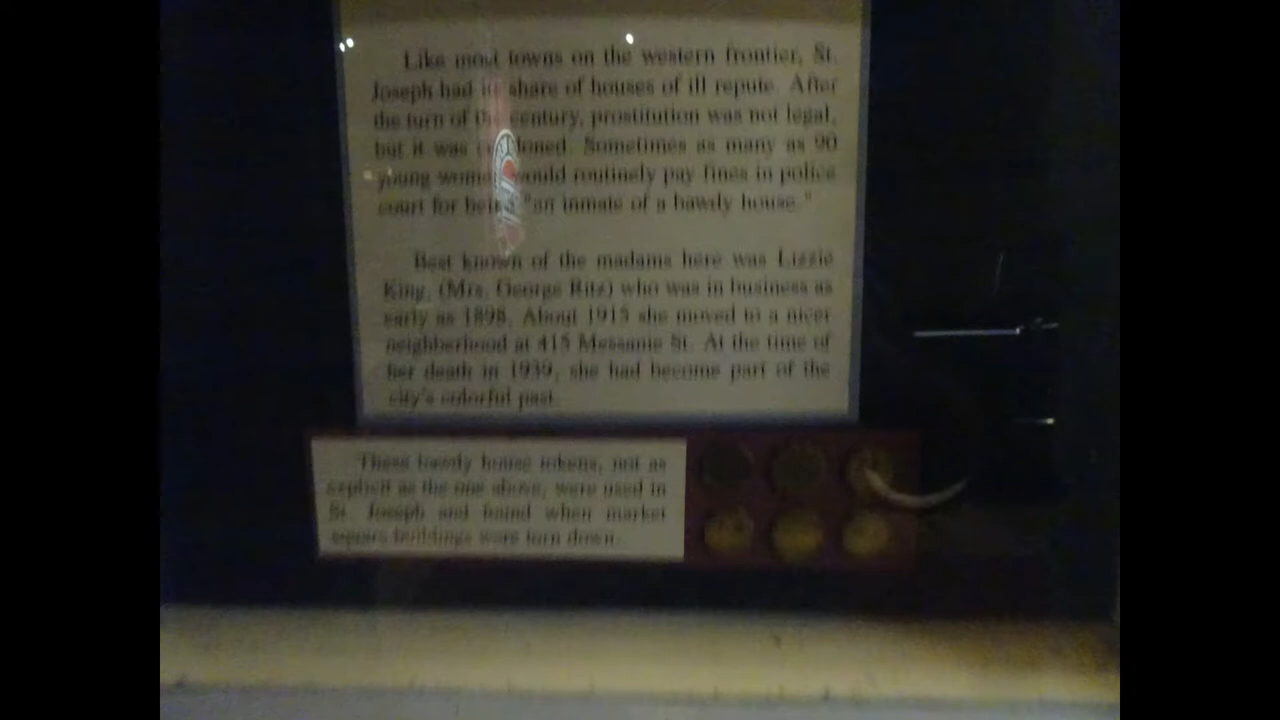 Like most towns on the western frontier, St.
Joseph had its share of houses of ill repute. After
the turn of the century, prostitution was not legal,
but it was condoned. Sometimes as many as 90
young women would routinely pay fines in police
court for being "an inmate of a bawdy house."
Best known of the madams here was Lizzie
King, (Mrs. George Ritz) who was in business as
early as 1898. About 1915 she moved to a nicer
neighborhood at 415 Messanie St. At the time of
her death in 1939, she had become part of the
city's colorful past.
These bawdy house tokens, not as
explicit as the one above, were used in
St. Joseph and found when market
square buildings were torn down.